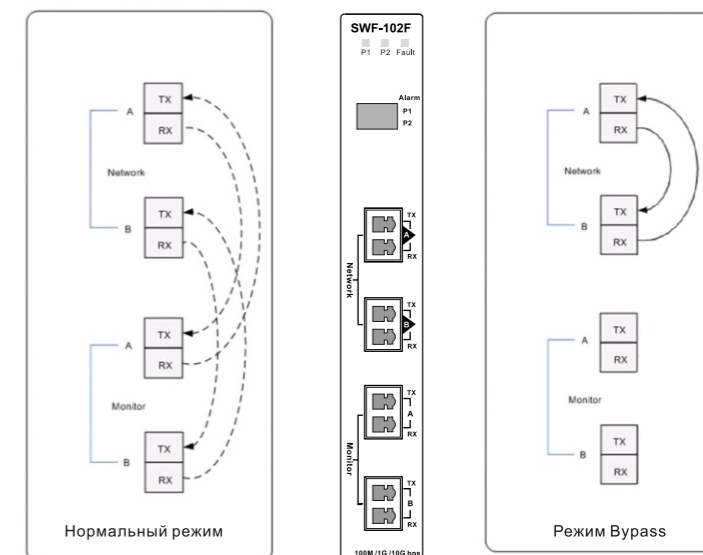 TX
A
RX
Network
TX
B
RX
TX
A
RX
Monitor
TX
B
RX
Нормальный режим
SWF-102F
P1 P2 Fault
Alarm
P1
P2
TX
A
RX
Network
TX
B
RX
TX
A
RX
Monitor
TX
B
RX
100M /1G /10G bps
TX
A
RX
Network
TX
B
RX
TX
A
RX
Monitor
TX
B
RX
Режим Bypass